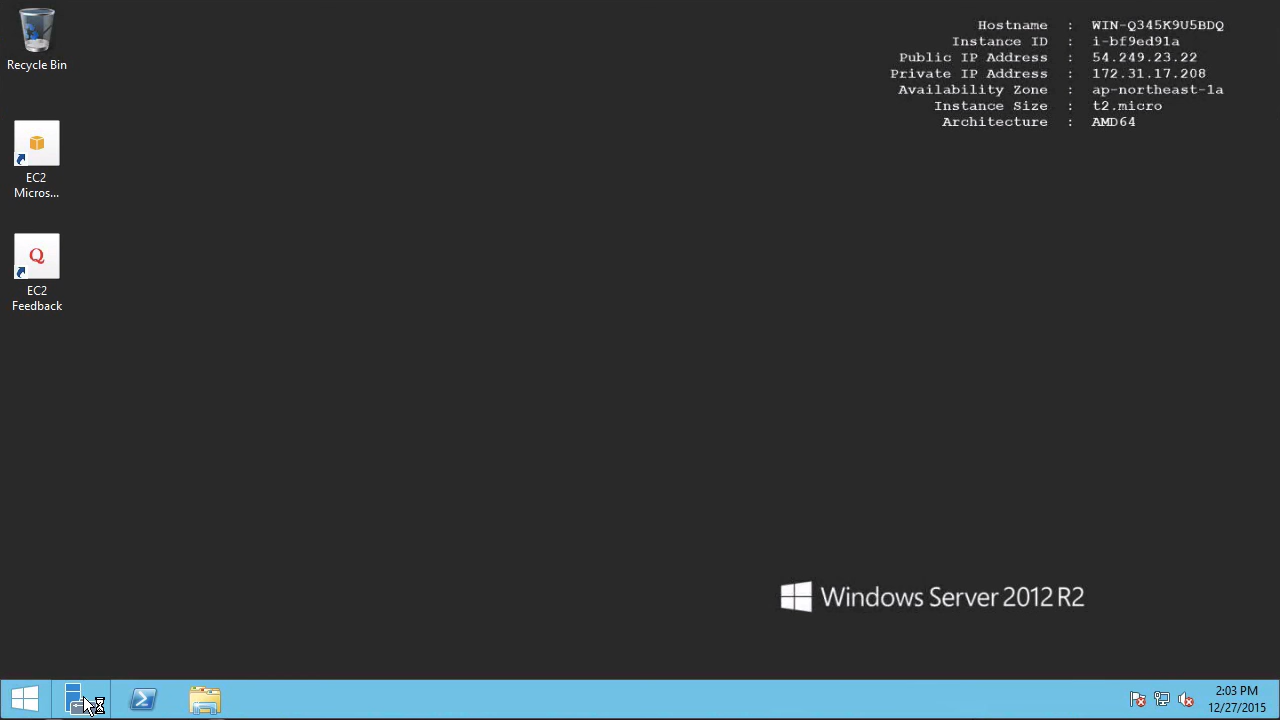 Recycle Bin
EC2
Micros...
Q
EC2
Feedback
Hostname : WIN-Q345K9U5BDQ
Instance ID : i-bf9ed91a
Public IP Address : 54.249.23.22
Private IP Address : 172.31.17.208
Availability Zone : ap-northeast-1a
Instance Size : t2.micro
Architecture : AMD64
Windows Server 2012 R2
2:03 PM
12/27/2015